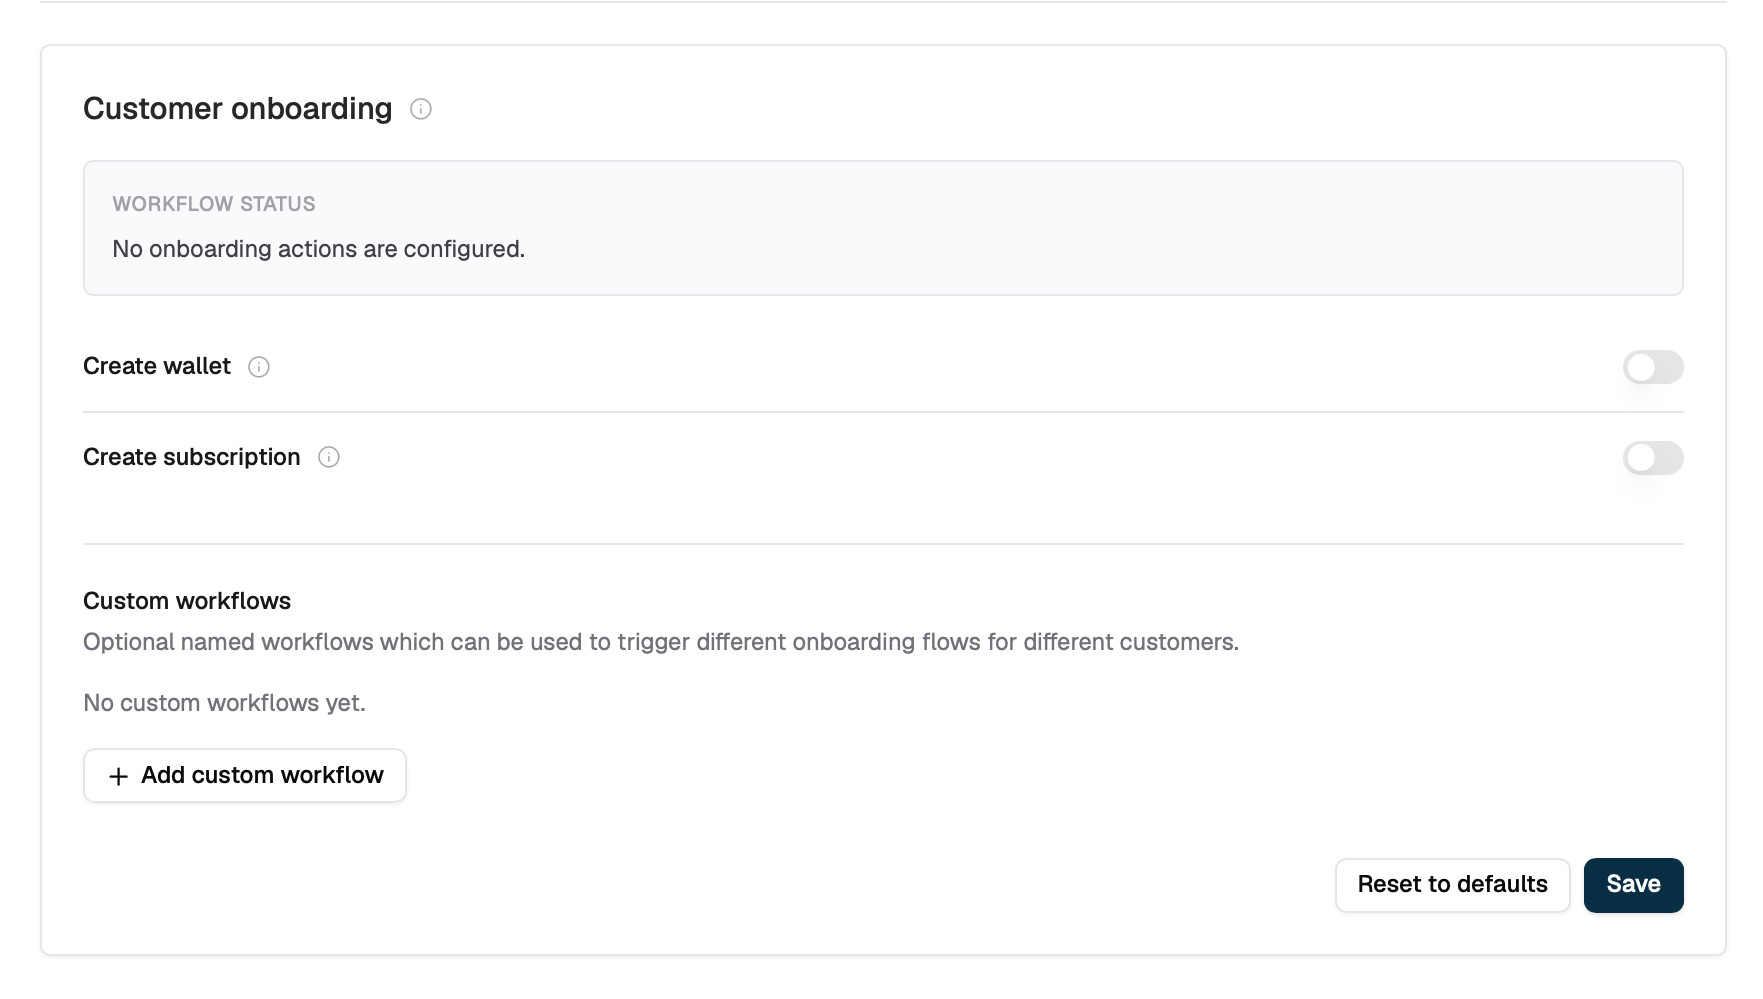 Customer onboarding
WORKFLOW STATUS
No onboarding actions are configured.
Create wallet
Create subscription
Custom workflows
Optional named workflows which can be used to trigger different onboarding flows for different customers.
No custom workflows yet.
Add custom workflow
Reset to defaults
Save